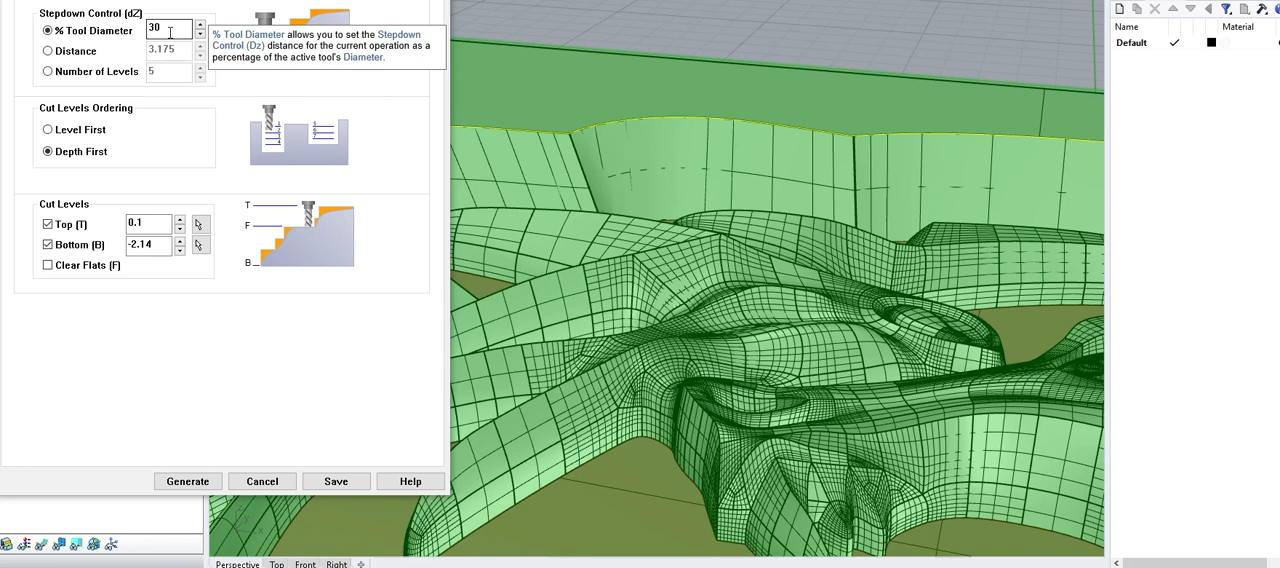 Stepdown Control (dZ)
% Tool Diameter
30
Distance
3.175
Number of Levels
5
% Tool Diameter allows you to set the Stepdown
Control (Dz) distance for the current operation as a
percentage of the active tool's Diameter.
Cut Levels Ordering
Level First
Depth First
Cut Levels
Top (T)
0.1
Bottom (B)
-2.14
Clear Flats (F)
T
F
B
Generate
Cancel
Save
Help
Name
Material
Default
Perspective
Top
Front
Right